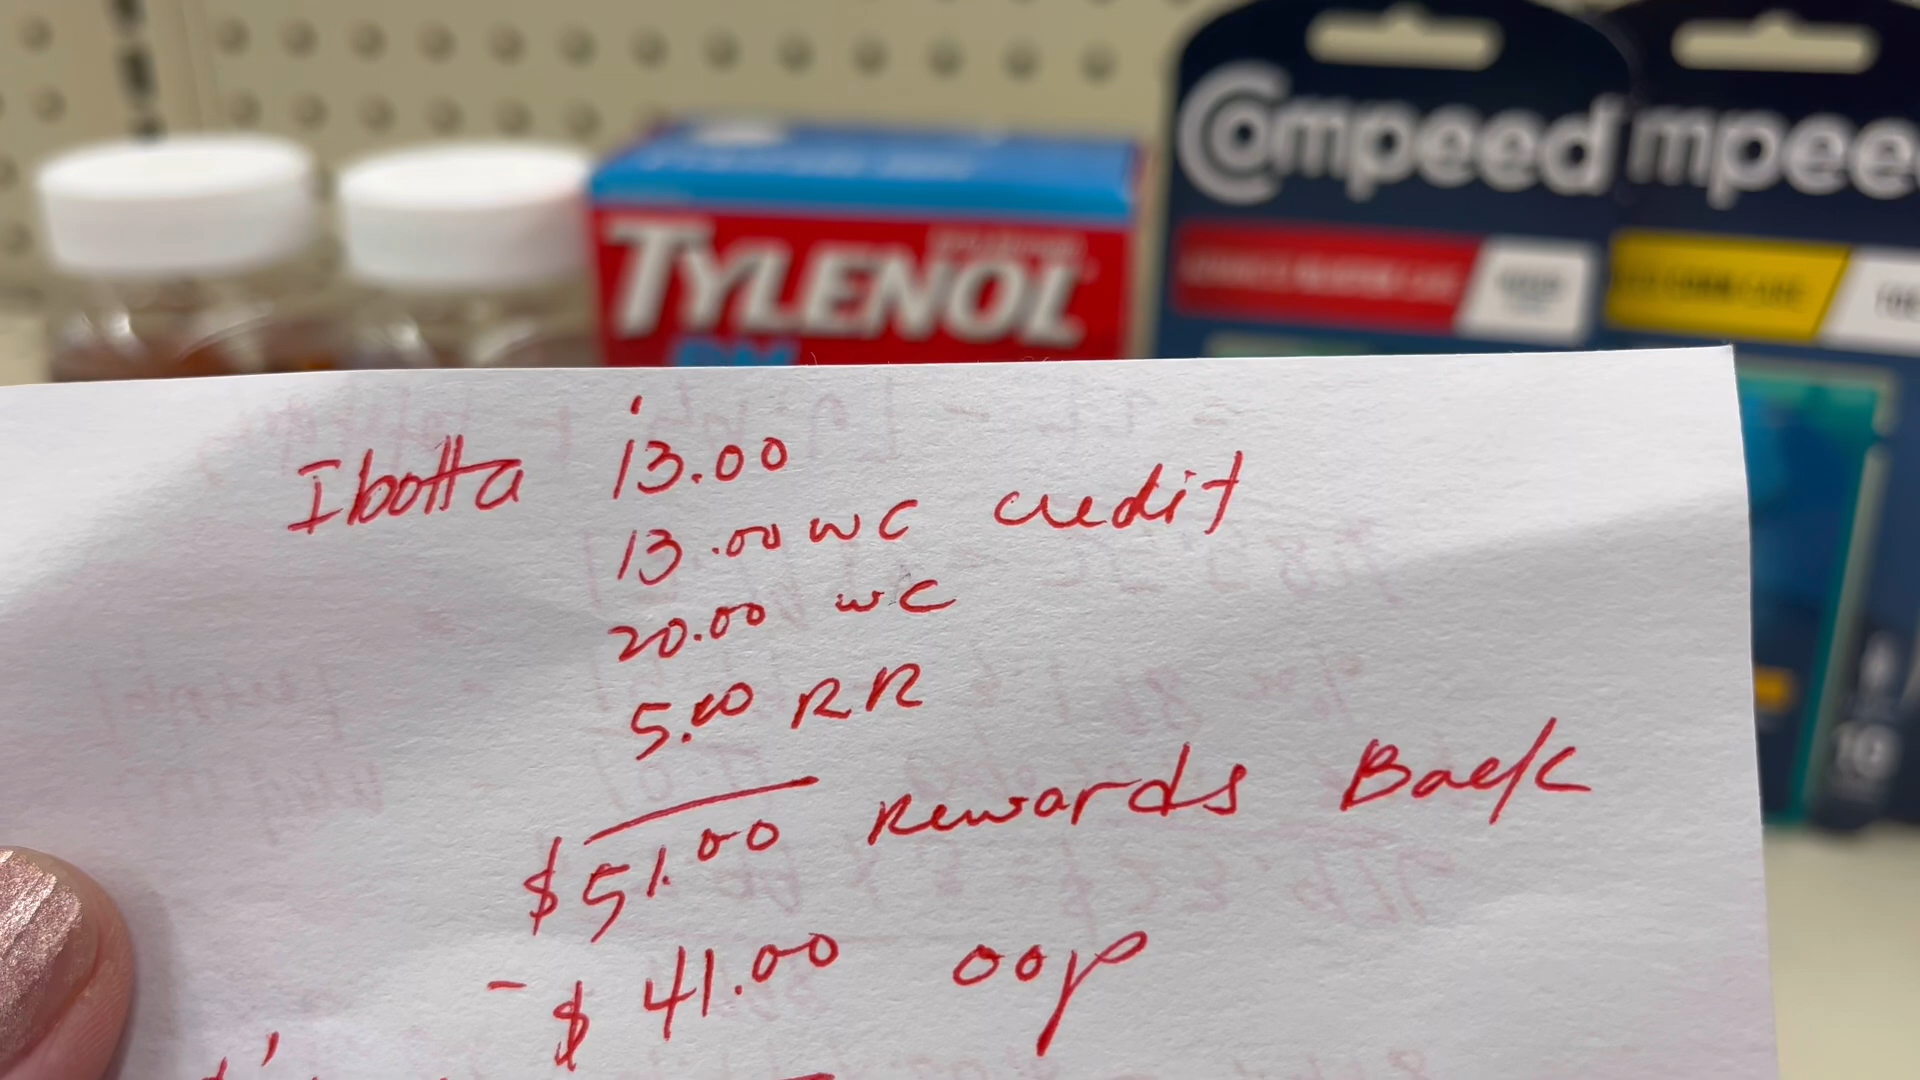 Compeed
mpee
TYLENOL
PM
Ibotta 13.00
13.00 WC credit
20.00 WC
5.00 RR
$51.00 Rewards Back
- $41.00 OOP